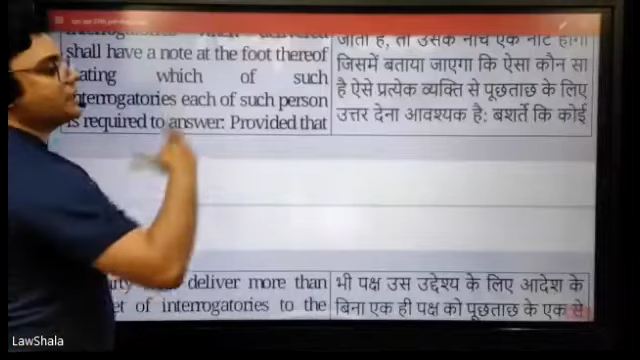 shall have a note at the foot thereof
which of such
each of such person
is required to answer: Provided that
जाता है, तो उसके नीचे एक नोट होगा
जिसमें बताया जाएगा कि ऐसा कौन सा
है ऐसे प्रत्येक व्यक्ति से पूछताछ के लिए
उत्तर देना आवश्यक है: बशर्ते कि कोई
deliver more than
of interrogatories to the
भी पक्ष उस उद्देश्य के लिए आदेश के
बिना एक ही पक्ष को पूछताछ के एक से
LawShala